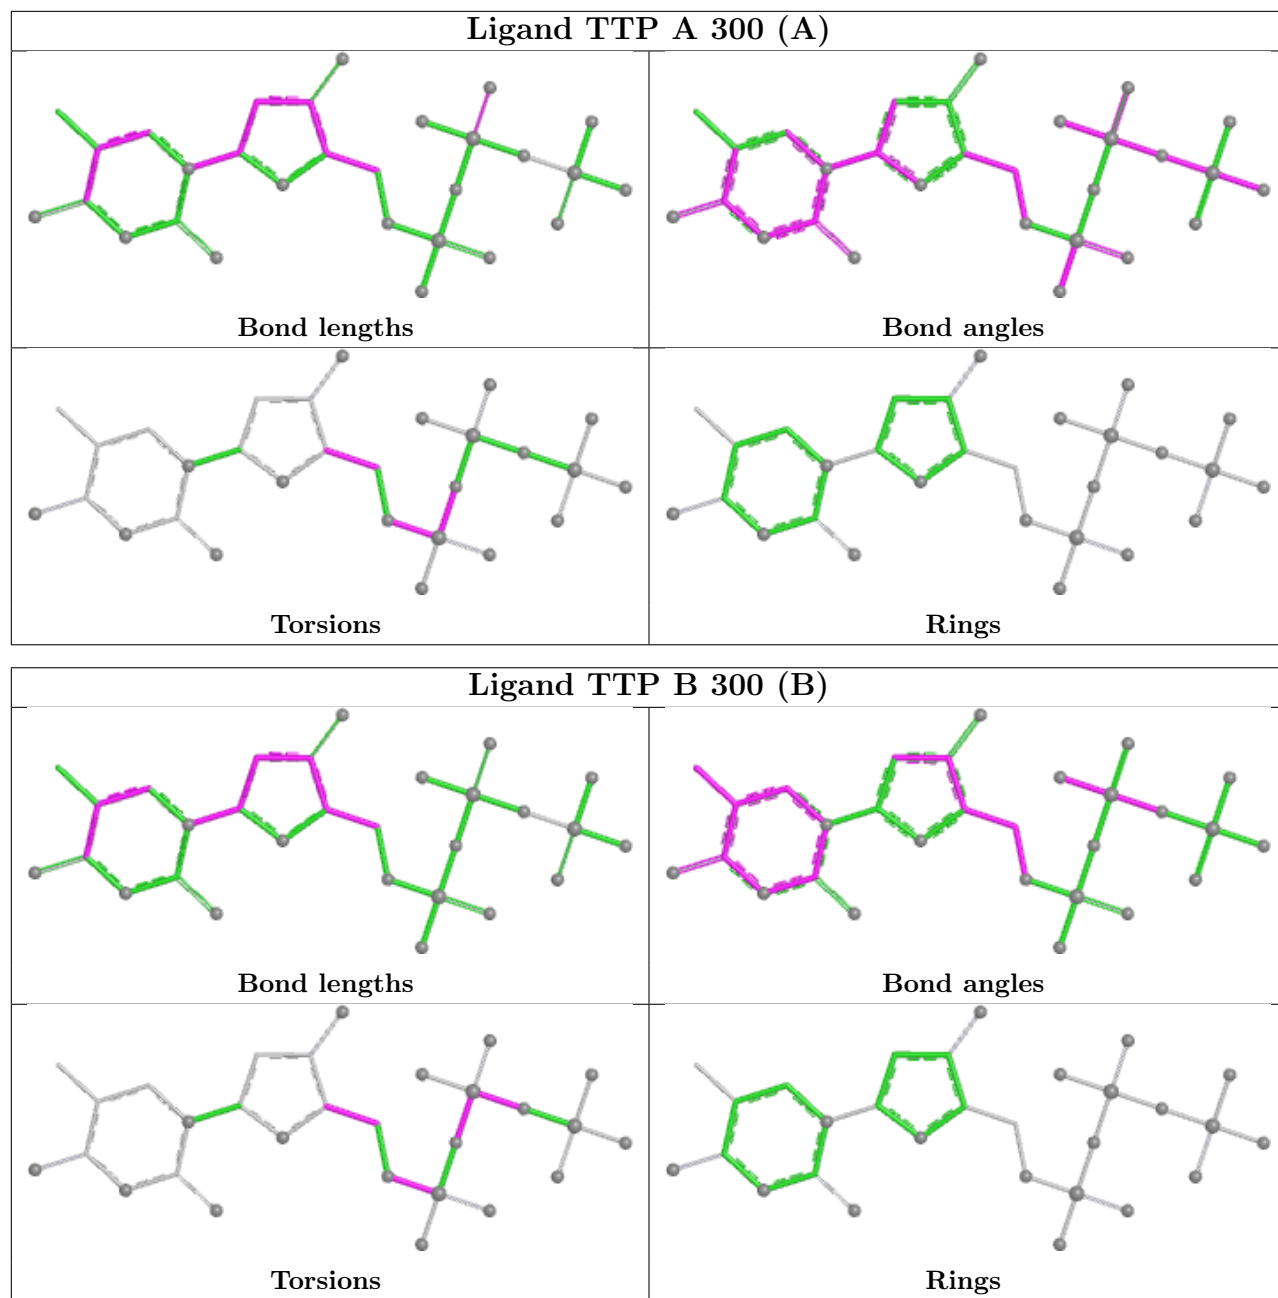 Ligand TTP A 300 (A)
Bond lengths
Bond angles
Torsions
Rings
Ligand TTP B 300 (B)
Bond lengths
Bond angles
Torsions
Rings